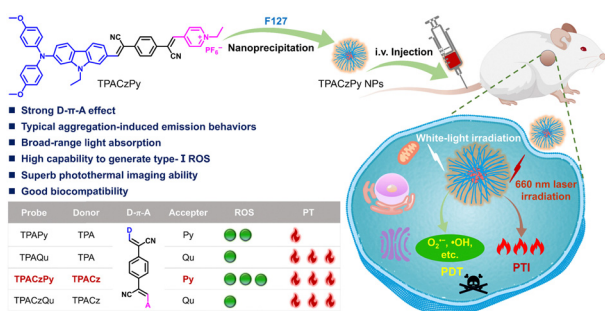 F127
Nanoprecipitation
i.v. Injection
O
O
N
N
CNH
CN
N
PF6⁻
TPACzPy
TPACzPy NPs
Strong D-π-A effect
Typical aggregation-induced emission behaviors
Broad-range light absorption
High capability to generate type-I ROS
Superb photothermal imaging ability
Good biocompatibility
White-light irradiation
660 nm laser
irradiation
O₂•⁻, •OH,
etc.
PDT
PTI
Probe Donor D-π-A Accepter ROS PT
TPAPy TPA Py
TPAQu TPA Qu
TPACzPy TPACz Py
TPACzQu TPACz Qu
D
CN
NC
A